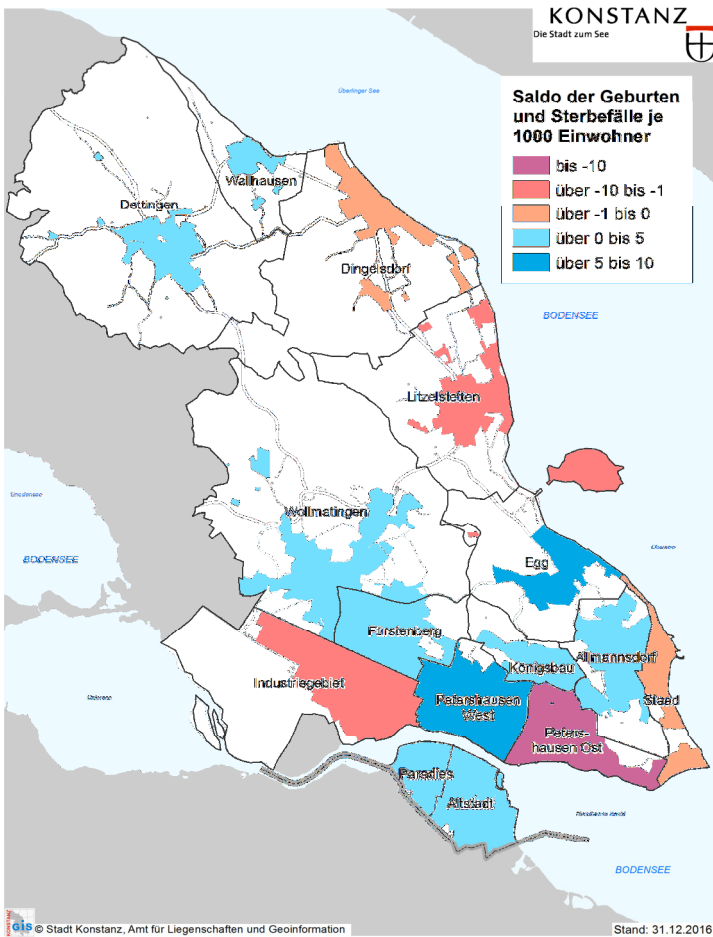 KONSTANZ
Die Stadt zum See
Überlinger See
Saldo der Geburten
und Sterbefälle je
1000 Einwohner
bis -10
über -10 bis -1
über -1 bis 0
über 0 bis 5
über 5 bis 10
Wallhausen
Dettingen
Dingelsdorf
BODENSEE
Litzelstetten
Wollmatingen
BODENSEE
Egg
Fürstenberg
Königsbau
Allmannsdorf
Industriegebiet
Petershausen
West
Staad
Peters-
hausen Ost
Paradies
Altstadt
BODENSEE
KONSTANZ
GIS © Stadt Konstanz, Amt für Liegenschaften und Geoinformation
Stand: 31.12.2016